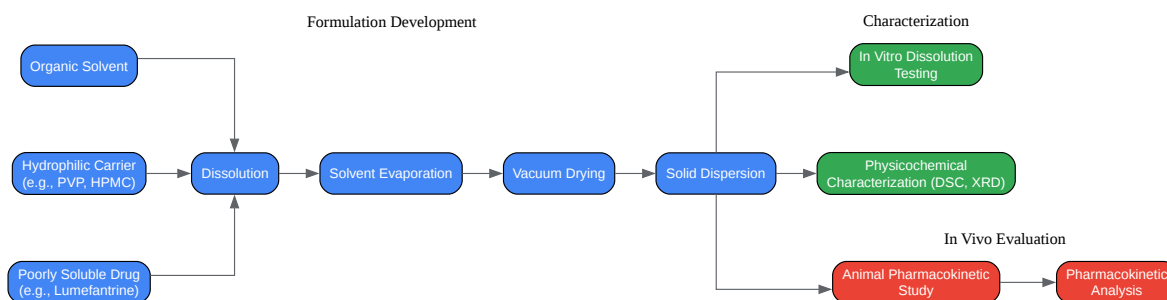 Formulation Development
Characterization
Organic Solvent
In Vitro Dissolution
Testing
Hydrophilic Carrier
(e.g., PVP, HPMC)
Dissolution
Solvent Evaporation
Vacuum Drying
Solid Dispersion
Physicochemical
Characterization (DSC, XRD)
In Vivo Evaluation
Poorly Soluble Drug
(e.g., Lumefantrine)
Animal Pharmacokinetic
Study
Pharmacokinetic
Analysis